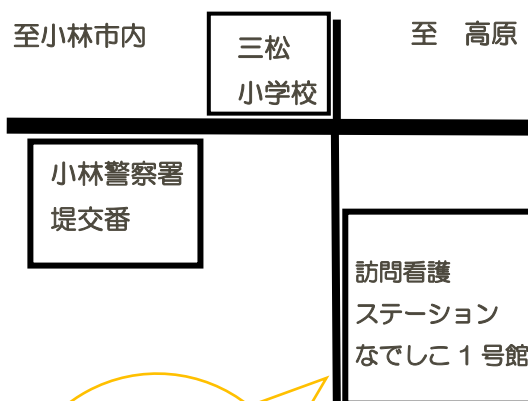 至小林市内
三松
小学校
至　高原
小林警察署
堤交番
訪問看護
ステーション
なでしこ１号館